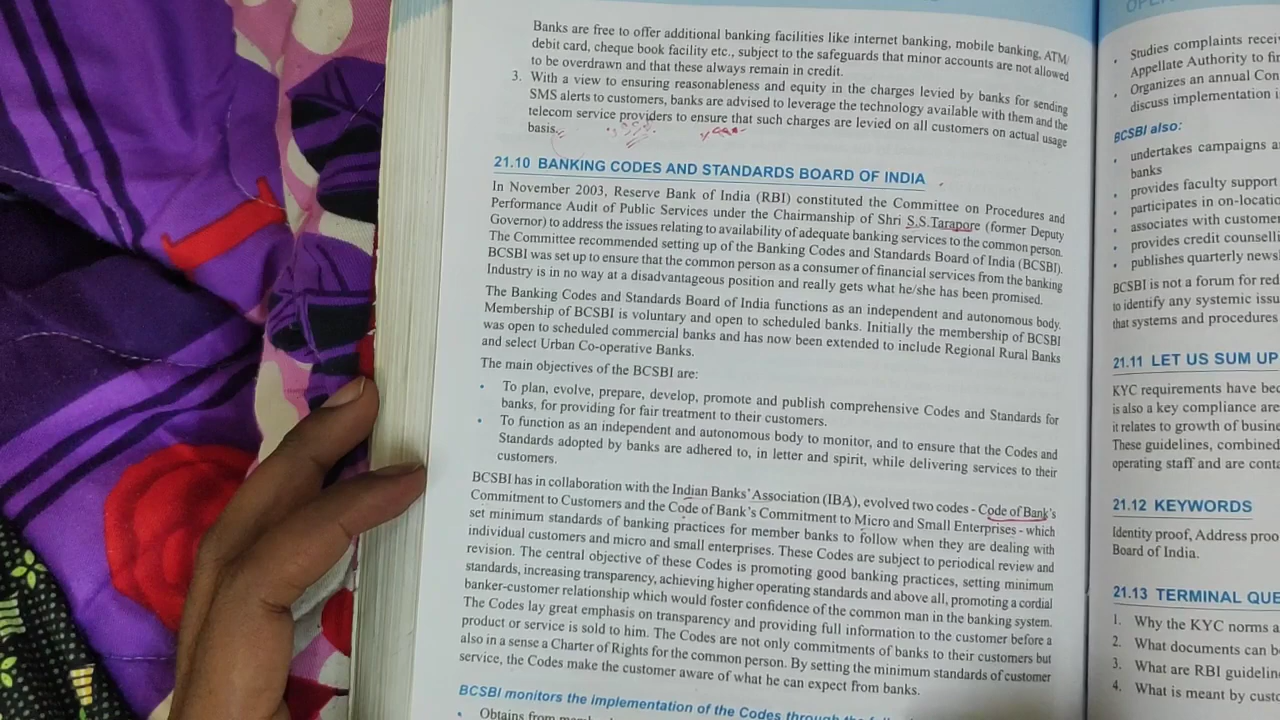 Banks are free to offer additional banking facilities like internet banking, mobile banking, ATM/
debit card, cheque book facility etc., subject to the safeguards that minor accounts are not allowed
to be overdrawn and that these always remain in credit.
3. With a view to ensuring reasonableness and equity in the charges levied by banks for sending
SMS alerts to customers, banks are advised to leverage the technology available with them and the
telecom service providers to ensure that such charges are levied on all customers on actual usage
basis.
21.10 BANKING CODES AND STANDARDS BOARD OF INDIA
In November 2003, Reserve Bank of India (RBI) constituted the Committee on Procedures and
Performance Audit of Public Services under the Chairmanship of Shri S.S.Tarapore (former Deputy
Governor) to address the issues relating to availability of adequate banking services to the common person.
The Committee recommended setting up of the Banking Codes and Standards Board of India (BCSBI).
BCSBI was set up to ensure that the common person as a consumer of financial services from the banking
Industry is in no way at a disadvantageous position and really gets what he/she has been promised.
The Banking Codes and Standards Board of India functions as an independent and autonomous body.
Membership of BCSBI is voluntary and open to scheduled banks. Initially the membership of BCSBI
was open to scheduled commercial banks and has now been extended to include Regional Rural Banks
and select Urban Co-operative Banks.
The main objectives of the BCSBI are:
• To plan, evolve, prepare, develop, promote and publish comprehensive Codes and Standards for
banks, for providing for fair treatment to their customers.
• To function as an independent and autonomous body to monitor, and to ensure that the Codes and
Standards adopted by banks are adhered to, in letter and spirit, while delivering services to their
customers.
BCSBI has in collaboration with the Indian Banks' Association (IBA), evolved two codes - Code of Bank's
Commitment to Customers and the Code of Bank's Commitment to Micro and Small Enterprises - which
set minimum standards of banking practices for member banks to follow when they are dealing with
individual customers and micro and small enterprises. These Codes are subject to periodical review and
revision. The central objective of these Codes is promoting good banking practices, setting minimum
standards, increasing transparency, achieving higher operating standards and above all, promoting a cordial
banker-customer relationship which would foster confidence of the common man in the banking system.
The Codes lay great emphasis on transparency and providing full information to the customer before a
product or service is sold to him. The Codes are not only commitments of banks to their customers but
also in a sense a Charter of Rights for the common person. By setting the minimum standards of customer
service, the Codes make the customer aware of what he can expect from banks.
BCSBI monitors the implementation of the Codes through the
• Obtains from
• Studies complaints
Appellate Authority to
• Organizes an annual
discuss implementation
BCSBI also:
• undertakes campaigns
banks
• provides faculty support
• participates in
• associates with
• provides credit
• publishes quarterly
BCSBI is not a forum for
to identify any systemic
that systems and procedures
21.11 LET US SUM UP
KYC requirements have
is also a key compliance
it relates to growth of
These guidelines, combined
operating staff and are
21.12 KEYWORDS
Identity proof, Address
Board of India.
21.13 TERMINAL
1. Why the KYC norms
2. What documents can
3. What are RBI
4. What is meant by